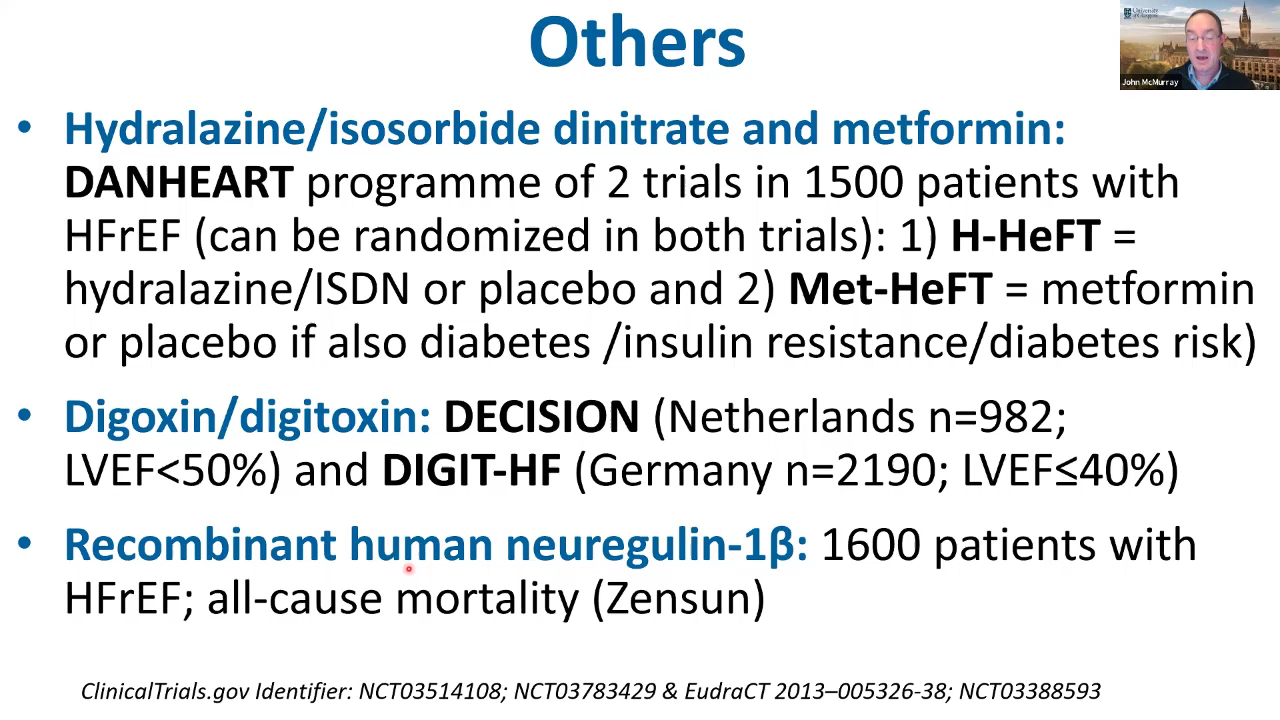 Others
University
of Glasgow
John McMurray
• Hydralazine/isosorbide dinitrate and metformin:
DANHEART programme of 2 trials in 1500 patients with
HFrEF (can be randomized in both trials): 1) H-HeFT =
hydralazine/ISDN or placebo and 2) Met-HeFT = metformin
or placebo if also diabetes /insulin resistance/diabetes risk)
• Digoxin/digitoxin: DECISION (Netherlands n=982;
LVEF<50%) and DIGIT-HF (Germany n=2190; LVEF≤40%)
• Recombinant human neuregulin-1β: 1600 patients with
HFrEF; all-cause mortality (Zensun)
ClinicalTrials.gov Identifier: NCT03514108; NCT03783429 & EudraCT 2013–005326-38; NCT03388593